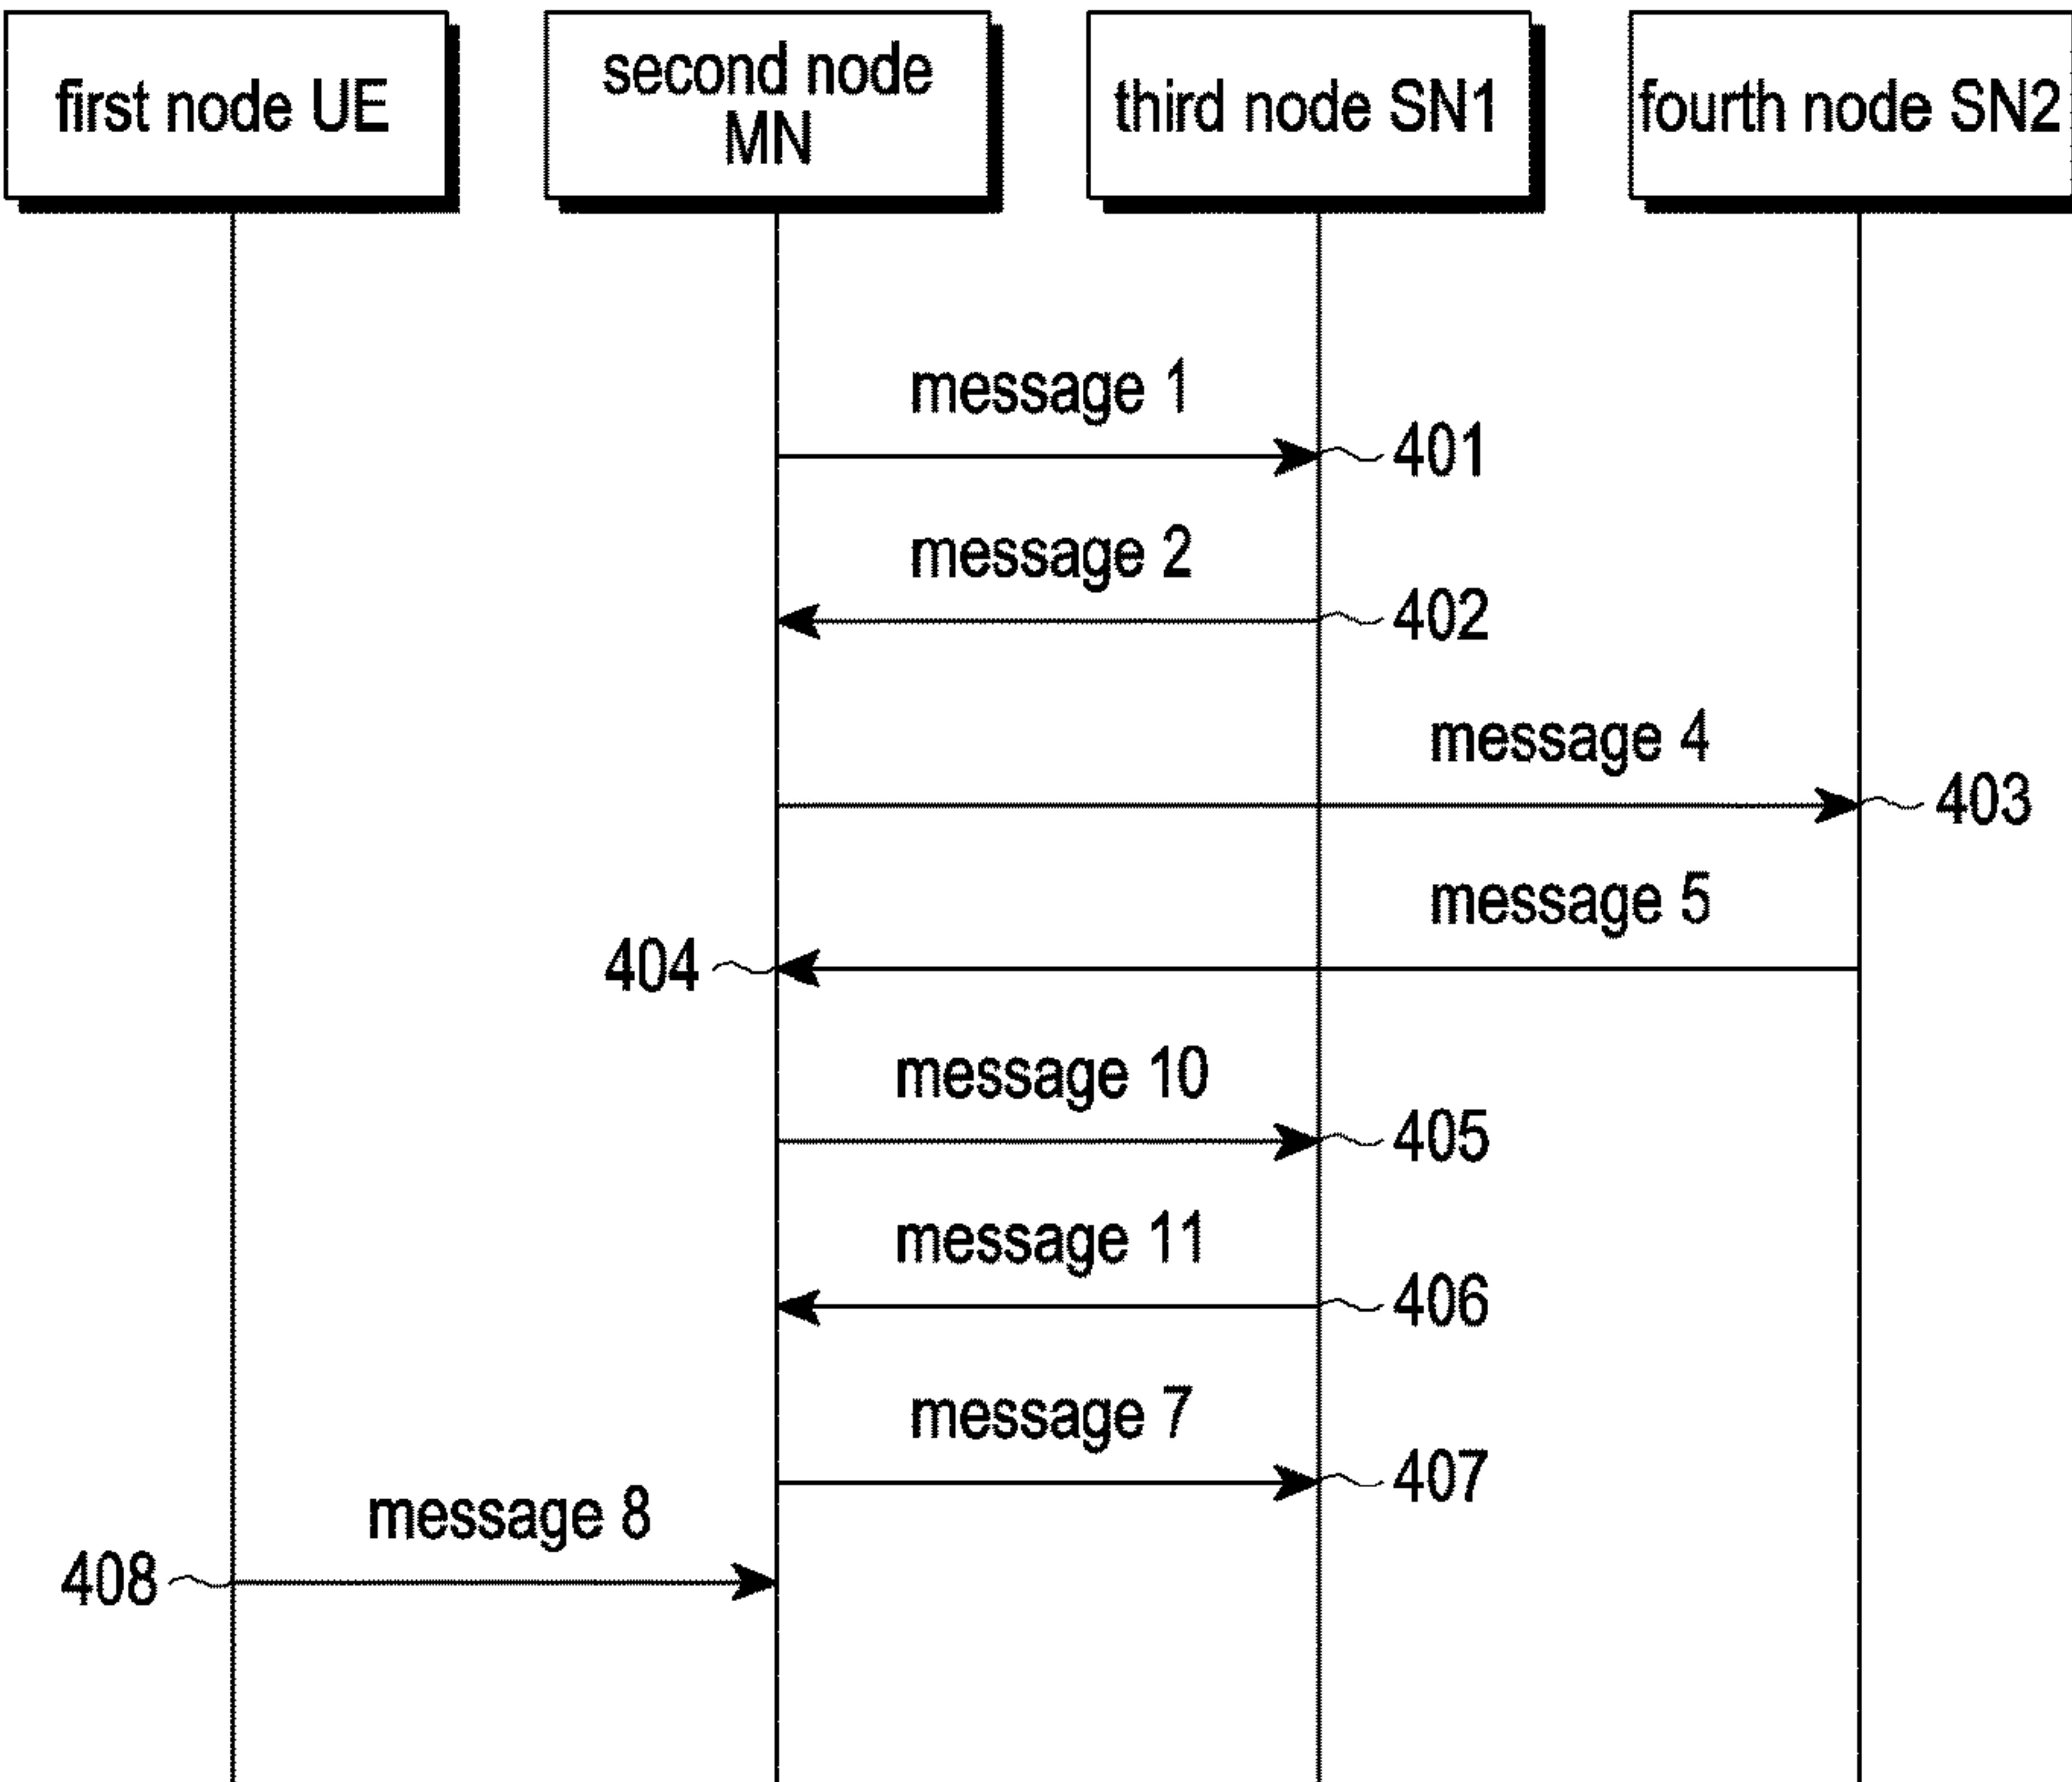 first node UE
second node
MN
third node SN1
fourth node SN2
message 1
401
message 2
402
message 4
403
message 5
404
message 10
405
message 11
406
message 7
407
message 8
408